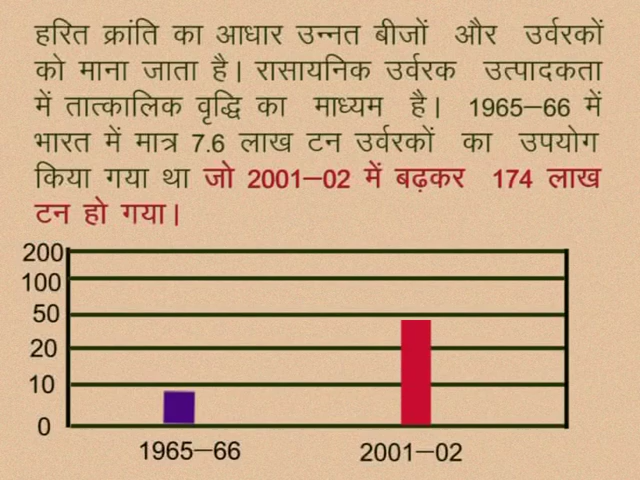 हरित क्रांति का आधार उन्नत बीजों और उर्वरकों
को माना जाता है। रासायनिक उर्वरक उत्पादकता
में तात्कालिक वृद्धि का माध्यम है। 1965–66 में
भारत में मात्र 7.6 लाख टन उर्वरकों का उपयोग
किया गया था जो 2001–02 में बढ़कर 174 लाख
टन हो गया।
200
100
50
20
10
0
1965–66 2001–02